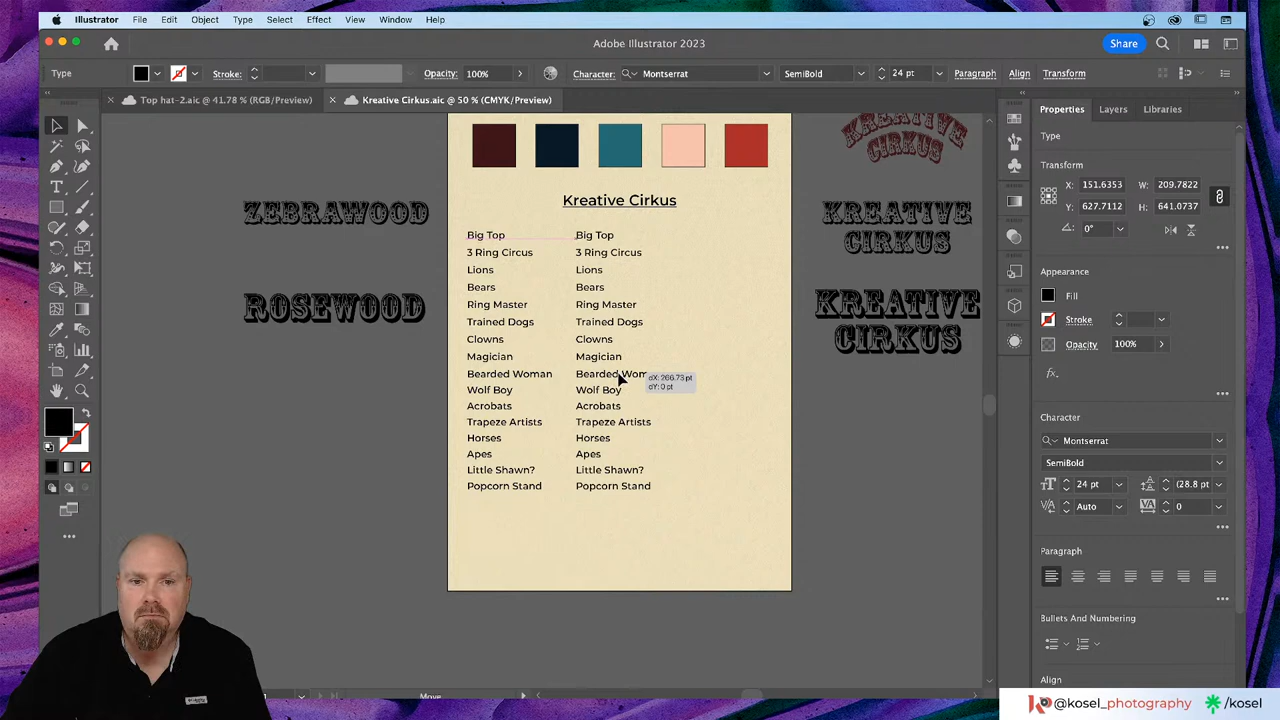 Illustrator File Edit Object Type Select Effect View Window Help
Adobe Illustrator 2023
Share
Type Stroke: Opacity: 100% Character: Montserrat SemiBold 24 pt Paragraph Align Transform
Top hat-2.aic @ 41.78 % (RGB/Preview)
Kreative Cirkus.aic @ 50 % (CMYK/Preview)
Properties Layers Libraries
Type
Transform
X: 151.6353 W: 209.7822
Y: 627.7112 H: 641.0737
0°
Appearance
Fill
Stroke
Opacity 100%
fx.
Character
Montserrat
SemiBold
24 pt (28.8 pt
Auto 0
Paragraph
Bullets And Numbering
Align
ZEBRAWOOD
ROSEWOOD
Kreative Cirkus
Big Top Big Top
3 Ring Circus 3 Ring Circus
Lions Lions
Bears Bears
Ring Master Ring Master
Trained Dogs Trained Dogs
Clowns Clowns
Magician Magician
Bearded Woman Bearded Wom
Wolf Boy Wolf Boy
Acrobats Acrobats
Trapeze Artists Trapeze Artists
Horses Horses
Apes Apes
Little Shawn? Little Shawn?
Popcorn Stand Popcorn Stand
dX: 266.73 pt
dY: 0 pt
KREATIVE
CIRKUS
KREATIVE
CIRKUS
KREATIVE
CIRKUS
Move
@kosel_photography /kosel